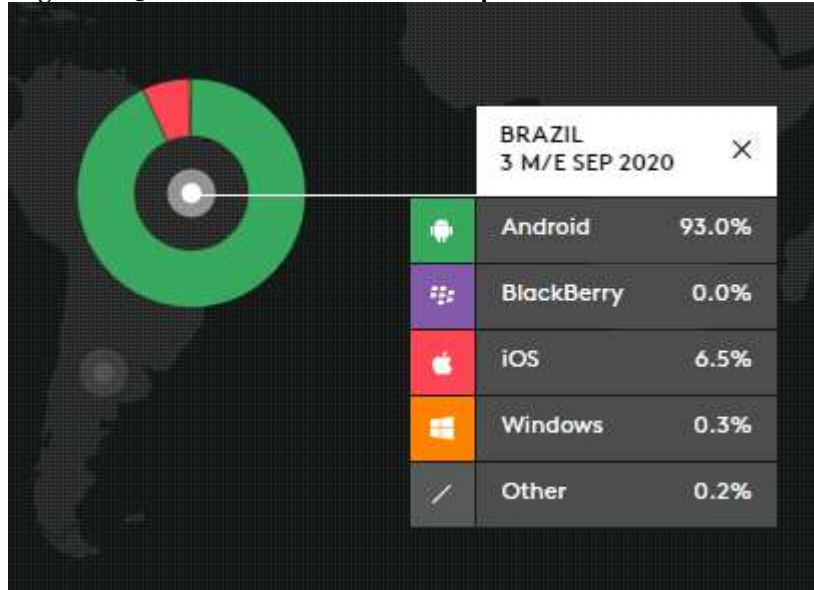 BRAZIL
3 M/E SEP 2020
Android 93.0%
BlackBerry 0.0%
iOS 6.5%
Windows 0.3%
Other 0.2%